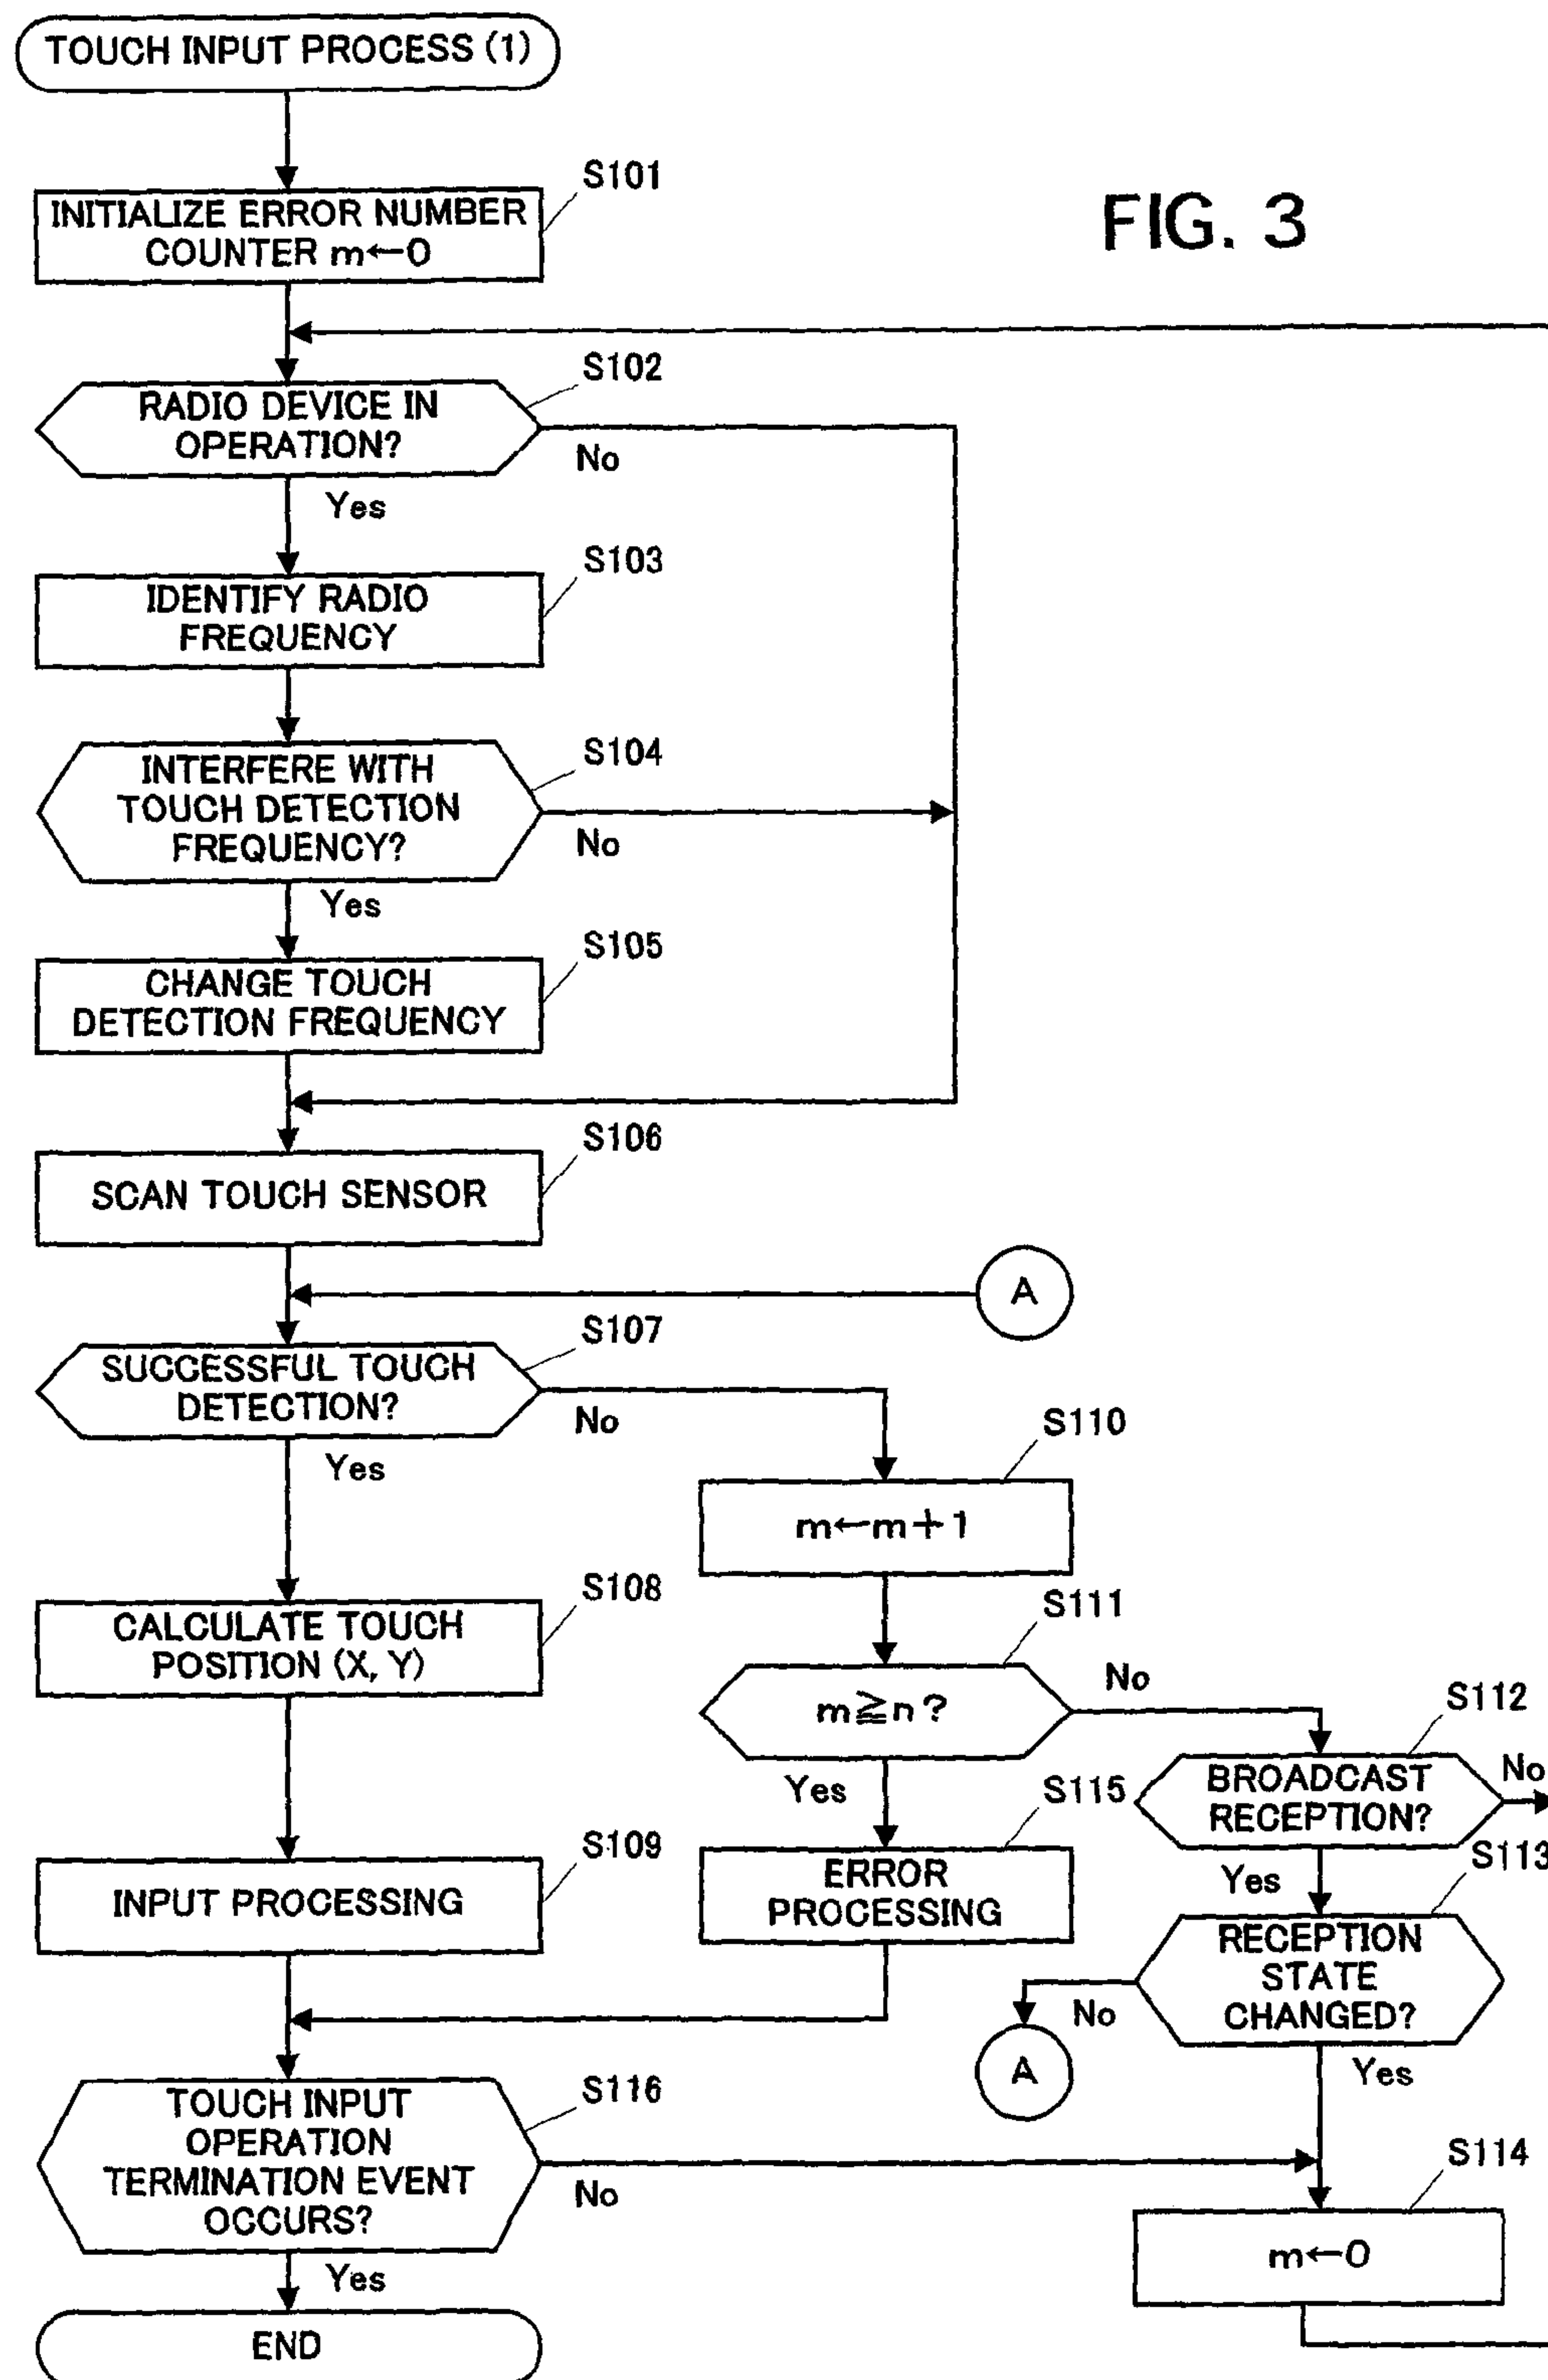 TOUCH INPUT PROCESS (1)
S101
INITIALIZE ERROR NUMBER
COUNTER m←0
FIG. 3
S102
RADIO DEVICE IN
OPERATION?
No
Yes
S103
IDENTIFY RADIO
FREQUENCY
S104
INTERFERE WITH
TOUCH DETECTION
FREQUENCY?
No
Yes
S105
CHANGE TOUCH
DETECTION FREQUENCY
S106
SCAN TOUCH SENSOR
A
S107
SUCCESSFUL TOUCH
DETECTION?
No
Yes
S110
m←m+1
S108
CALCULATE TOUCH
POSITION (X, Y)
S111
m≧n?
No
Yes
S112
BROADCAST
RECEPTION?
No
Yes
S115
ERROR
PROCESSING
S109
INPUT PROCESSING
S113
RECEPTION
STATE
CHANGED?
No
A
Yes
S116
TOUCH INPUT
OPERATION
TERMINATION EVENT
OCCURS?
No
Yes
S114
m←0
END